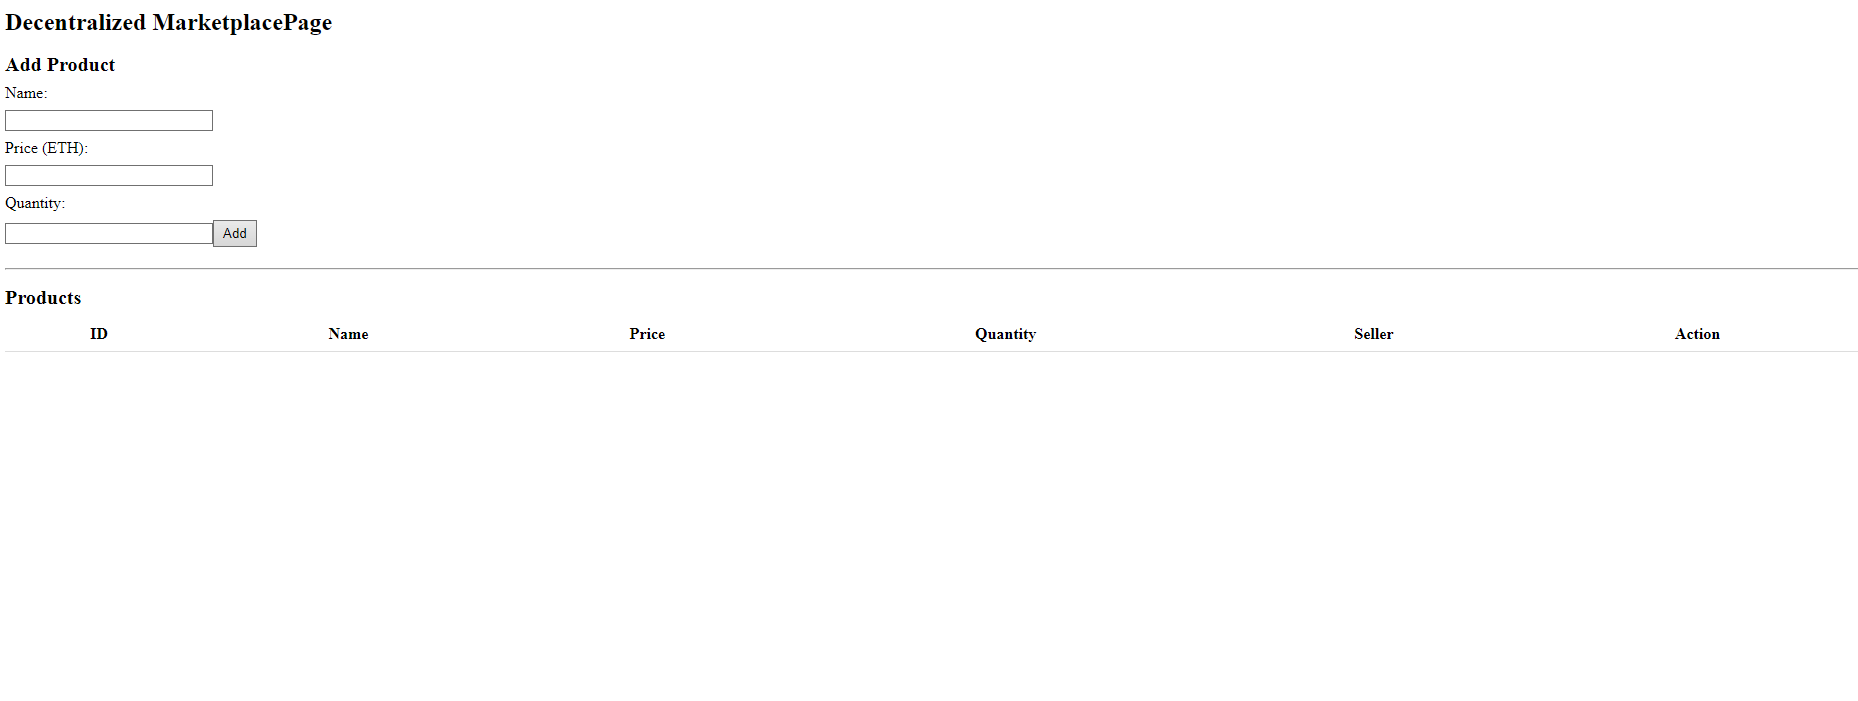 Decentralized MarketplacePage
Add Product
Name:
Price (ETH):
Quantity:
Add
Products
ID Name Price Quantity Seller Action